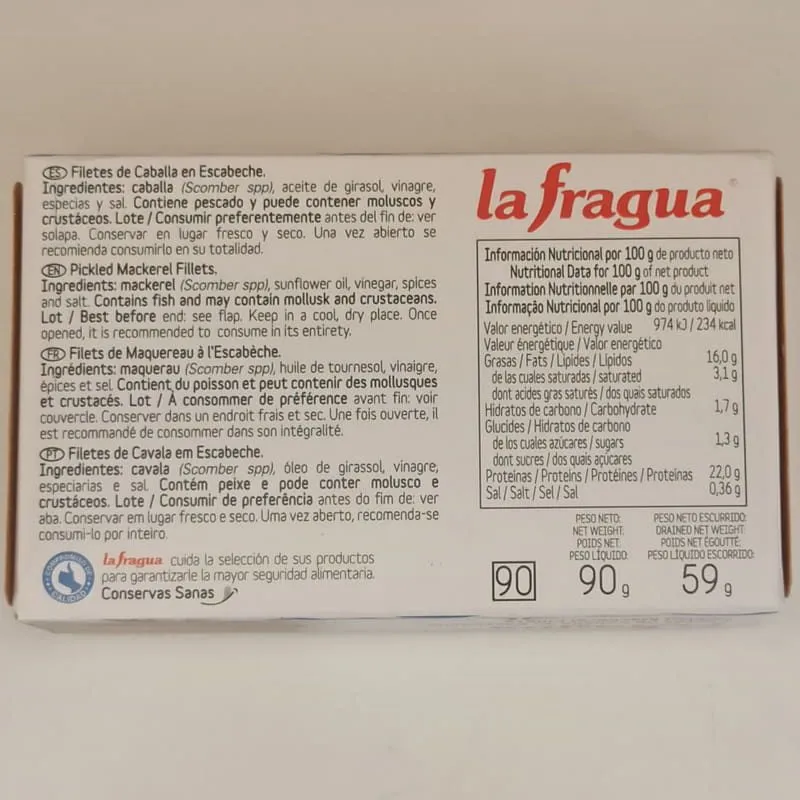 ES Filetes de Caballa en Escabeche.
Ingredientes: caballa (Scomber spp), aceite de girasol, vinagre,
especias y sal. Contiene pescado y puede contener moluscos y
crustáceos. Lote / Consumir preferentemente antes del fin de: ver
solapa. Conservar en lugar fresco y seco. Una vez abierto se
recomienda consumirlo en su totalidad.
EN Pickled Mackerel Fillets.
Ingredients: mackerel (Scomber spp), sunflower oil, vinegar, spices
and salt. Contains fish and may contain mollusk and crustaceans.
Lot / Best before end: see flap. Keep in a cool, dry place. Once
opened, it is recommended to consume in its entirety.
FR Filets de Maquereau à l'Escabèche.
Ingrédients: maquerau (Scomber spp), huile de tournesol, vinaigre,
épices et sel. Contient du poisson et peut contenir des mollusques
et crustacés. Lot / À consommer de préférence avant fin: voir
couvercle. Conserver dans un endroit frais et sec. Une fois ouverte, il
est recommandé de consommer dans son intégralité.
PT Filetes de Cavala em Escabeche.
Ingredientes: cavala (Scomber spp), óleo de girassol, vinagre,
especiarias e sal. Contém peixe e pode conter molusco e
crustáceos. Lote / Consumir de preferência antes do fim de: ver
aba. Conservar em lugar fresco e seco. Uma vez aberto, recomenda-se
consumi-lo por inteiro.
COMPROMISO DE CALIDAD
la fragua cuida la selección de sus productos
para garantizarle la mayor seguridad alimentaria.
Conservas Sanas
la fragua®
Información Nutricional por 100 g de producto neto
Nutritional Data for 100 g of net product
Information Nutritionnelle par 100 g du produit net
Informação Nutricional por 100 g do produto líquido
Valor energético / Energy value 974 kJ / 234 kcal
Valeur énergétique / Valor energético
Grasas / Fats / Lipides / Lípidos 16,0 g
de las cuales saturadas / saturated 3,1 g
dont acides gras saturés / dos quais saturados
Hidratos de carbono / Carbohydrate 1,7 g
Glucides / Hidratos de carbono
de los cuales azúcares / sugars 1,3 g
dont sucres / dos quais açúcares
Proteínas / Proteins / Protéines / Proteínas 22,0 g
Sal / Salt / Sel / Sal 0,36 g
PESO NETO: PESO NETO ESCURRIDO:
NET WEIGHT: DRAINED NET WEIGHT:
POIDS NET: POIDS NET ÉGOUTTÉ:
PESO LÍQUIDO: PESO LÍQUIDO ESCORRIDO:
90 90 g 59 g